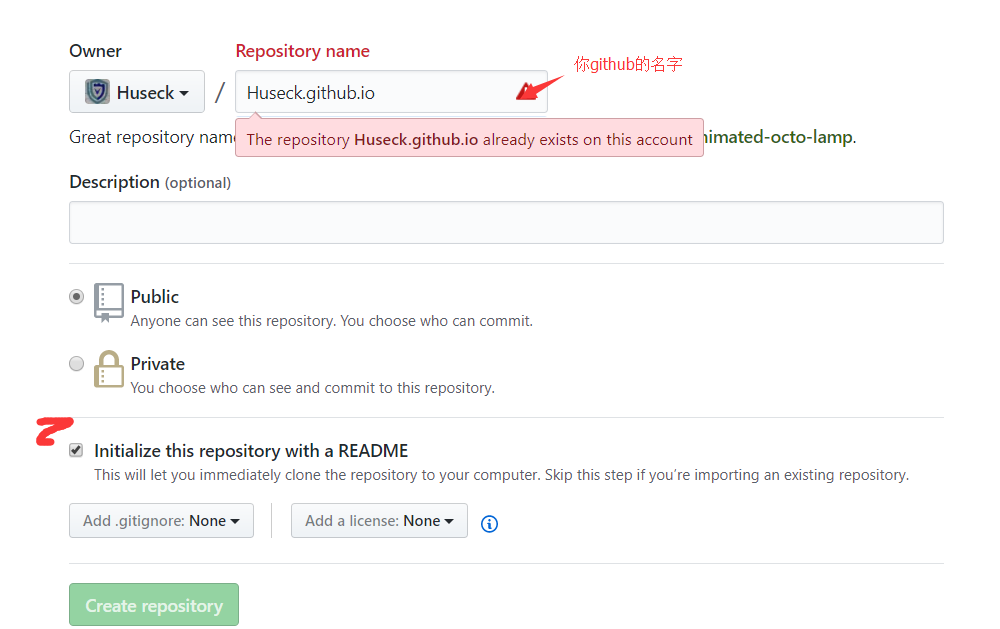 Owner
Repository name
你github的名字
Huseck
/
Huseck.github.io
Great repository nam
nimated-octo-lamp.
The repository Huseck.github.io already exists on this account
Description (optional)
Public
Anyone can see this repository. You choose who can commit.
Private
You choose who can see and commit to this repository.
Initialize this repository with a README
This will let you immediately clone the repository to your computer. Skip this step if you’re importing an existing repository.
Add .gitignore: None
Add a license: None
Create repository